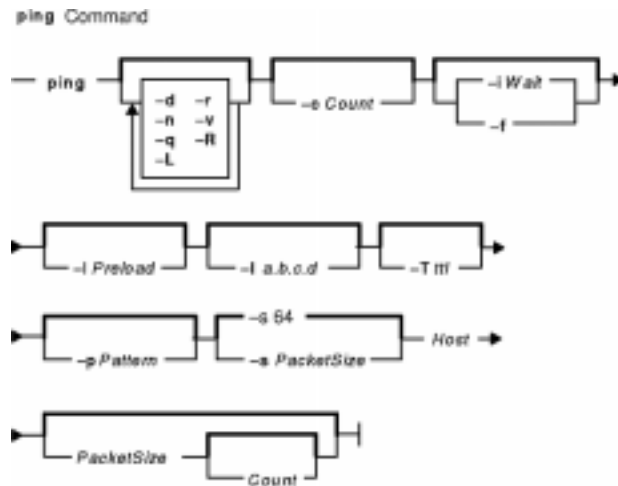 ping Command
ping
-d -r
-n -v
-q -R
-L
-c Count
-i Wait
-f
-l Preload
-I a.b.c.d
-T ttl
-p Pattern
-s 64
-s PacketSize
Host
PacketSize
Count